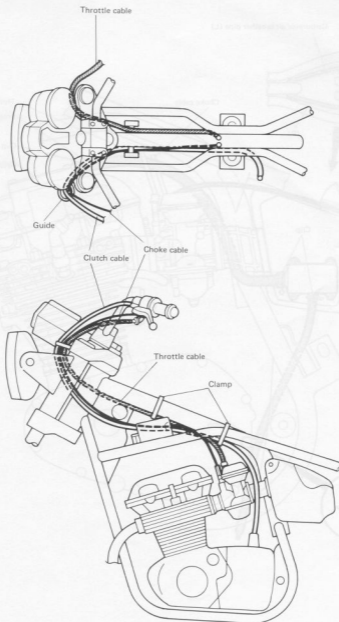 Throttle cable
Guide
Choke cable
Clutch cable
Throttle cable
Clamp